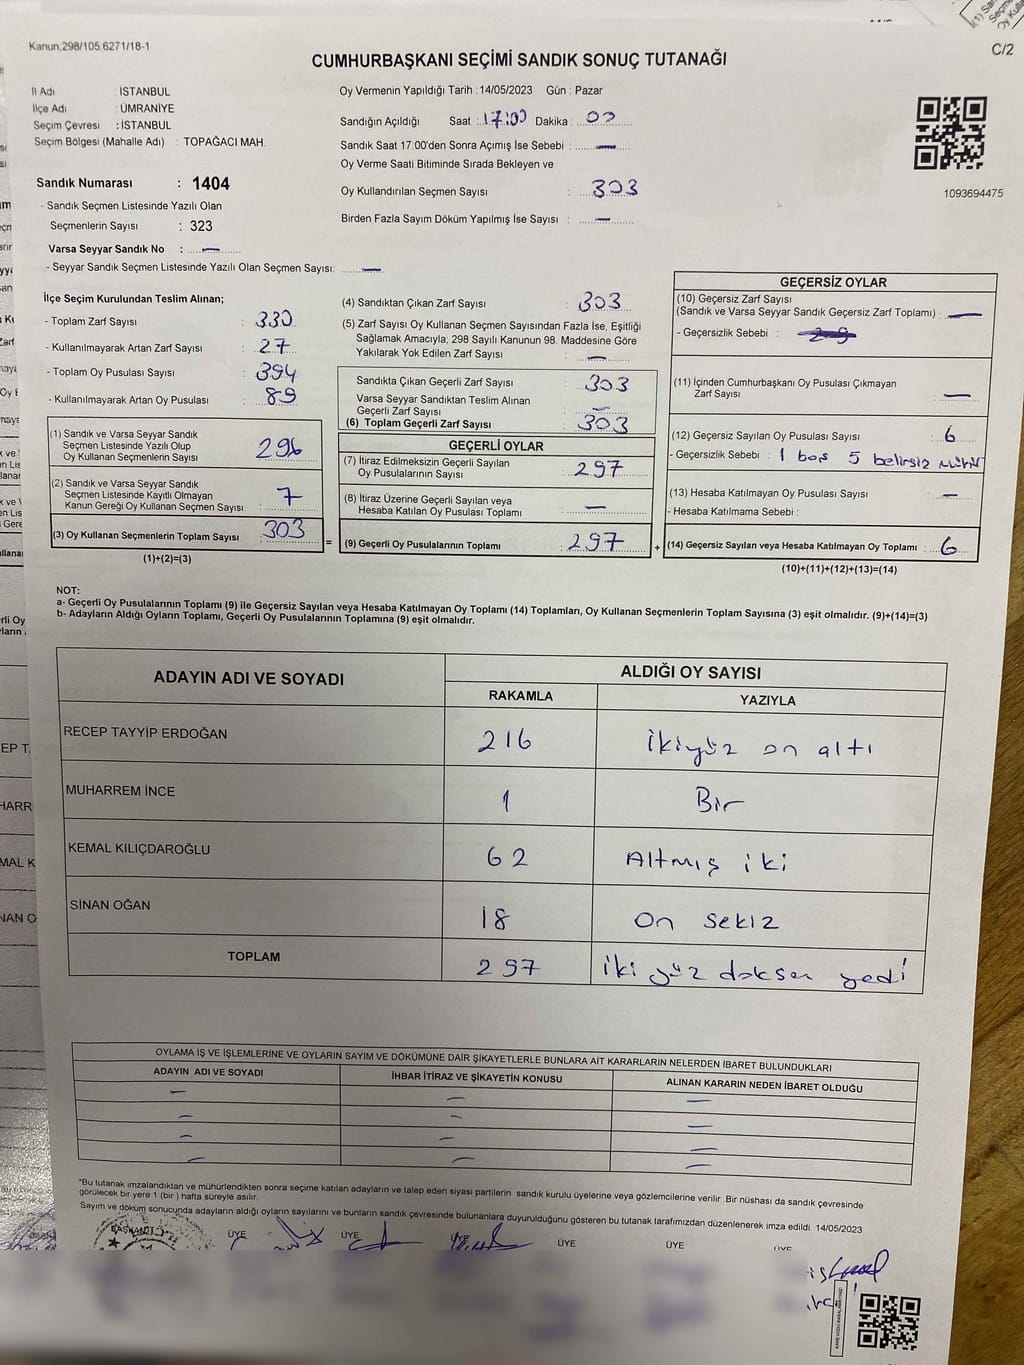 Kanun.298/105.6271/18-1
C/2
CUMHURBAŞKANI SEÇİMİ SANDIK SONUÇ TUTANAĞI
İl Adı : İSTANBUL
İlçe Adı : ÜMRANİYE
Seçim Çevresi : İSTANBUL
Seçim Bölgesi (Mahalle Adı) : TOPAĞACI MAH.
Sandık Numarası : 1404
- Sandık Seçmen Listesinde Yazılı Olan
Seçmenlerin Sayısı : 323
Varsa Seyyar Sandık No : —
- Seyyar Sandık Seçmen Listesinde Yazılı Olan Seçmen Sayısı: —
Oy Vermenin Yapıldığı Tarih : 14/05/2023 Gün : Pazar
Sandığın Açıldığı Saat : 17:00 Dakika : 00
Sandık Saat 17:00'den Sonra Açımış İse Sebebi : —
Oy Verme Saati Bitiminde Sırada Bekleyen ve
Oy Kullandırılan Seçmen Sayısı : 303
Birden Fazla Sayım Döküm Yapılmış İse Sayısı : —
1093694475
İlçe Seçim Kurulundan Teslim Alınan;
- Toplam Zarf Sayısı : 330
- Kullanılmayarak Artan Zarf Sayısı : 27
- Toplam Oy Pusulası Sayısı : 394
- Kullanılmayarak Artan Oy Pusulası : 89
(1) Sandık ve Varsa Seyyar Sandık
Seçmen Listesinde Yazılı Olup
Oy Kullanan Seçmenlerin Sayısı : 296
(2) Sandık ve Varsa Seyyar Sandık
Seçmen Listesinde Kayıtlı Olmayan
Kanun Gereği Oy Kullanan Seçmen Sayısı : 7
(3) Oy Kullanan Seçmenlerin Toplam Sayısı : 303
(1)+(2)=(3)
(4) Sandıktan Çıkan Zarf Sayısı : 303
(5) Zarf Sayısı Oy Kullanan Seçmen Sayısından Fazla İse, Eşitliği
Sağlamak Amacıyla, 298 Sayılı Kanunun 98. Maddesine Göre
Yakılarak Yok Edilen Zarf Sayısı : —
Sandıkta Çıkan Geçerli Zarf Sayısı : 303
Varsa Seyyar Sandıktan Teslim Alınan
Geçerli Zarf Sayısı : —
(6) Toplam Geçerli Zarf Sayısı : 303
GEÇERLİ OYLAR
(7) İtiraz Edilmeksizin Geçerli Sayılan
Oy Pusulalarının Sayısı : 297
(8) İtiraz Üzerine Geçerli Sayılan veya
Hesaba Katılan Oy Pusulası Toplamı : —
= (9) Geçerli Oy Pusulalarının Toplamı : 297
GEÇERSİZ OYLAR
(10) Geçersiz Zarf Sayısı
(Sandık ve Varsa Seyyar Sandık Geçersiz Zarf Toplamı) : —
- Geçersizlik Sebebi :
(11) İçinden Cumhurbaşkanı Oy Pusulası Çıkmayan
Zarf Sayısı : —
(12) Geçersiz Sayılan Oy Pusulası Sayısı : 6
- Geçersizlik Sebebi : 1 boş 5 belirsiz mühür
(13) Hesaba Katılmayan Oy Pusulası Sayısı : —
- Hesaba Katılmama Sebebi :
+ (14) Geçersiz Sayılan veya Hesaba Katılmayan Oy Toplamı : 6
(10)+(11)+(12)+(13)=(14)
NOT:
a- Geçerli Oy Pusulalarının Toplamı (9) ile Geçersiz Sayılan veya Hesaba Katılmayan Oy Toplamı (14) Toplamları, Oy Kullanan Seçmenlerin Toplam Sayısına (3) eşit olmalıdır. (9)+(14)=(3)
b- Adayların Aldığı Oyların Toplamı, Geçerli Oy Pusulalarının Toplamına (9) eşit olmalıdır.
ADAYIN ADI VE SOYADI
ALDIĞI OY SAYISI
RAKAMLA YAZIYLA
RECEP TAYYİP ERDOĞAN 216 ikiyüz on altı
MUHARREM İNCE 1 Bir
KEMAL KILIÇDAROĞLU 62 Altmış iki
SİNAN OĞAN 18 on sekiz
TOPLAM 297 iki yüz doksan yedi
OYLAMA İŞ VE İŞLEMLERİNE VE OYLARIN SAYIM VE DÖKÜMÜNE DAİR ŞİKAYETLERLE BUNLARA AİT KARARLARIN NELERDEN İBARET BULUNDUKLARI
ADAYIN ADI VE SOYADI İHBAR İTİRAZ VE ŞİKAYETİN KONUSU ALINAN KARARIN NEDEN İBARET OLDUĞU
— — —
— — —
— — —
— — —
*Bu tutanak imzalandıktan ve mühürlendikten sonra seçime katılan adayların ve talep eden siyasi partilerin sandık kurulu üyelerine veya gözlemcilerine verilir. Bir nüshası da sandık çevresinde
görülecek bir yere 1 (bir ) hafta süreyle asılır.
Sayım ve döküm sonucunda adayların aldığı oyların sayılarını ve bunların sandık çevresinde bulunanlara duyurulduğunu gösteren bu tutanak tarafımızdan düzenlenerek imza edildi. 14/05/2023
BAŞKAN ÜYE ÜYE ÜYE ÜYE ÜYE ÜYE